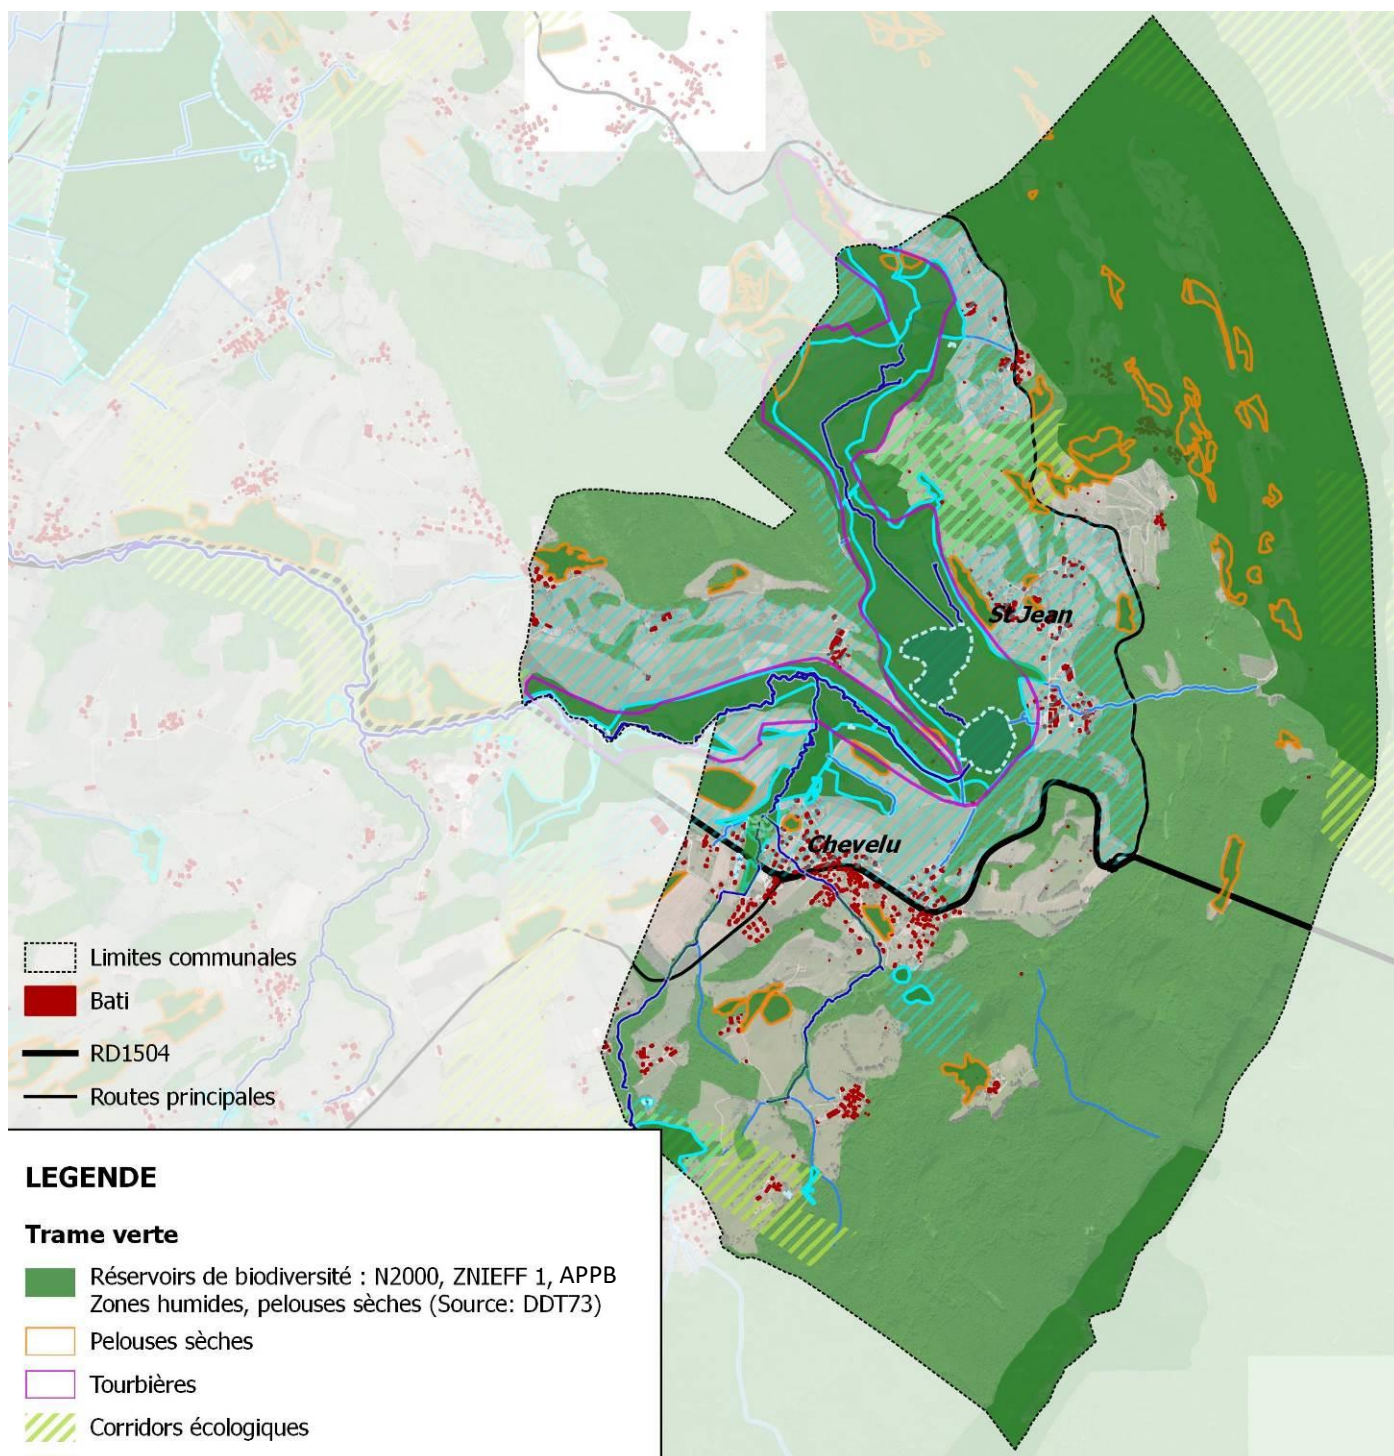 St Jean
Chevelu
Limites communales
Bati
RD1504
Routes principales
LEGENDE
Trame verte
Réservoirs de biodiversité : N2000, ZNIEFF 1, APPB
Zones humides, pelouses sèches (Source: DDT73)
Pelouses sèches
Tourbières
Corridors écologiques